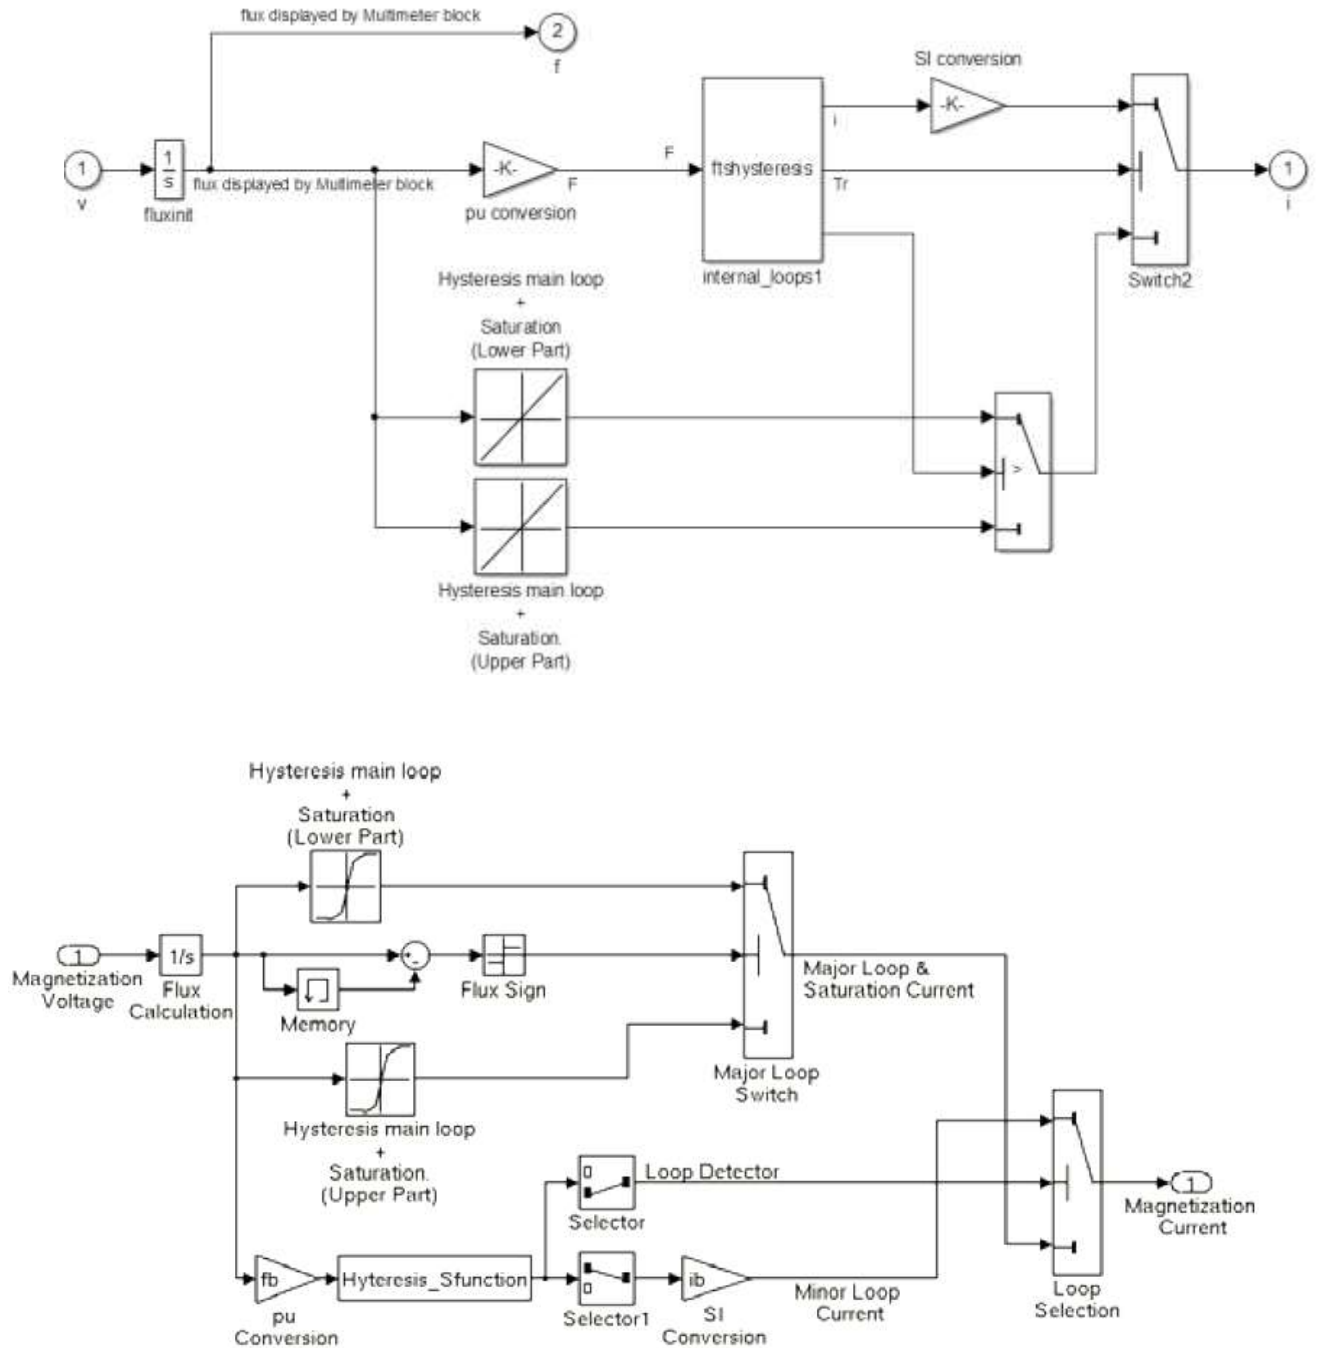 flux displayed by Multimeter block
2
f
SI conversion
-K-
i
1
v
1
s
fluxinit
flux displayed by Multimeter block
-K-
F
pu conversion
F
ftshysteresis
Tr
internal_loops1
Switch2
1
i
Hysteresis main loop
+
Saturation
(Lower Part)
>
Hysteresis main loop
+
Saturation.
(Upper Part)
Hysteresis main loop
+
Saturation
(Lower Part)
1
Magnetization
Voltage
1/s
Flux
Calculation
+
-
Memory
Flux Sign
Major Loop &
Saturation Current
Major Loop
Switch
Hysteresis main loop
+
Saturation.
(Upper Part)
Loop Detector
Selector
1
Magnetization
Current
fb
pu
Conversion
Hyteresis_Sfunction
Selector1
ib
SI
Conversion
Minor Loop
Current
Loop
Selection